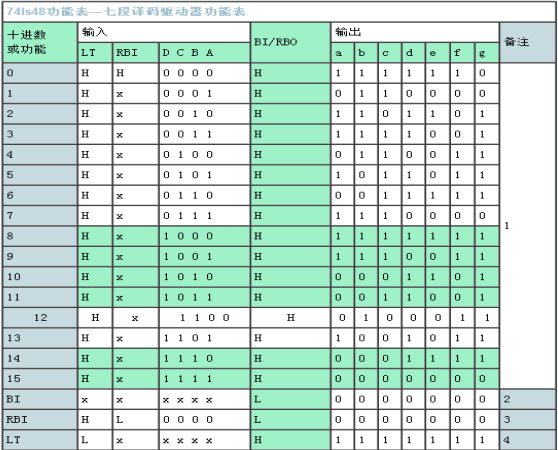 74ls48功能表—七段译码驱动器功能表
十进数或功能 输入 BI/RBO 输出 备注
LT RBI D C B A a b c d e f g
0 H H 0 0 0 0 H 1 1 1 1 1 1 0
1 H x 0 0 0 1 H 0 1 1 0 0 0 0
2 H x 0 0 1 0 H 1 1 0 1 1 0 1
3 H x 0 0 1 1 H 1 1 1 1 0 0 1
4 H x 0 1 0 0 H 0 1 1 0 0 1 1
5 H x 0 1 0 1 H 1 0 1 1 0 1 1
6 H x 0 1 1 0 H 0 0 1 1 1 1 1
7 H x 0 1 1 1 H 1 1 1 0 0 0 0
1
8 H x 1 0 0 0 H 1 1 1 1 1 1 1
9 H x 1 0 0 1 H 1 1 1 0 0 1 1
10 H x 1 0 1 0 H 0 0 0 1 1 0 1
11 H x 1 0 1 1 H 0 0 1 1 0 0 1
12 H x 1 1 0 0 H 0 1 0 0 0 1 1
13 H x 1 1 0 1 H 1 0 0 1 0 1 1
14 H x 1 1 1 0 H 0 0 0 1 1 1 1
15 H x 1 1 1 1 H 0 0 0 0 0 0 0
BI x x x x x x L 0 0 0 0 0 0 0 2
RBI H L 0 0 0 0 L 0 0 0 0 0 0 0 3
LT L x x x x x H 1 1 1 1 1 1 1 4